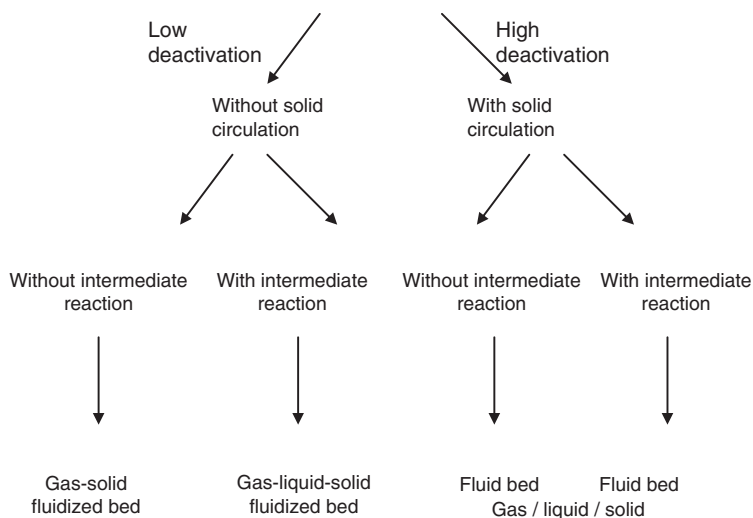 Low
deactivation
High
deactivation
Without solid
circulation
With solid
circulation
Without intermediate
reaction
With intermediate
reaction
Without intermediate
reaction
With intermediate
reaction
Gas-solid
fluidized bed
Gas-liquid-solid
fluidized bed
Fluid bed
Fluid bed
Gas / liquid / solid